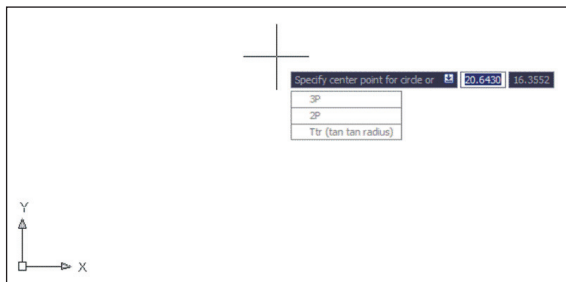 Specify center point for circle or 20.6430 16.3552
3P
2P
Ttr (tan tan radius)
Y
X